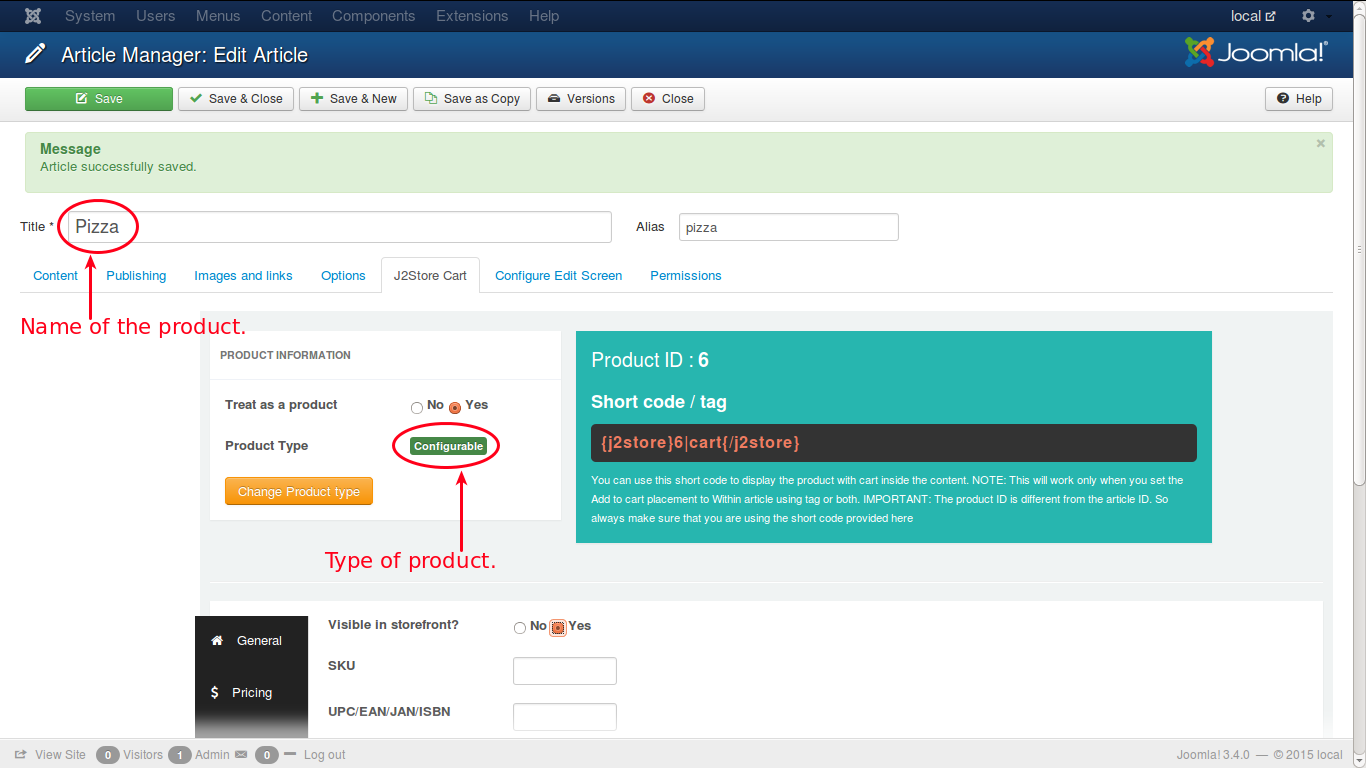 System Users Menus Content Components Extensions Help local
Article Manager: Edit Article Joomla!®
Save Save & Close Save & New Save as Copy Versions Close Help
Message
Article successfully saved.
Title * Pizza Alias pizza
Content Publishing Images and links Options J2Store Cart Configure Edit Screen Permissions
Name of the product.
PRODUCT INFORMATION
Treat as a product No Yes
Product Type Configurable
Change Product type
Type of product.
Product ID : 6
Short code / tag
{j2store}6|cart{/j2store}
You can use this short code to display the product with cart inside the content. NOTE: This will work only when you set the
Add to cart placement to Within article using tag or both. IMPORTANT: The product ID is different from the article ID. So
always make sure that you are using the short code provided here
General
$ Pricing
Visible in storefront? No Yes
SKU
UPC/EAN/JAN/ISBN
View Site 0 Visitors 1 Admin 0 Log out Joomla! 3.4.0 — © 2015 local